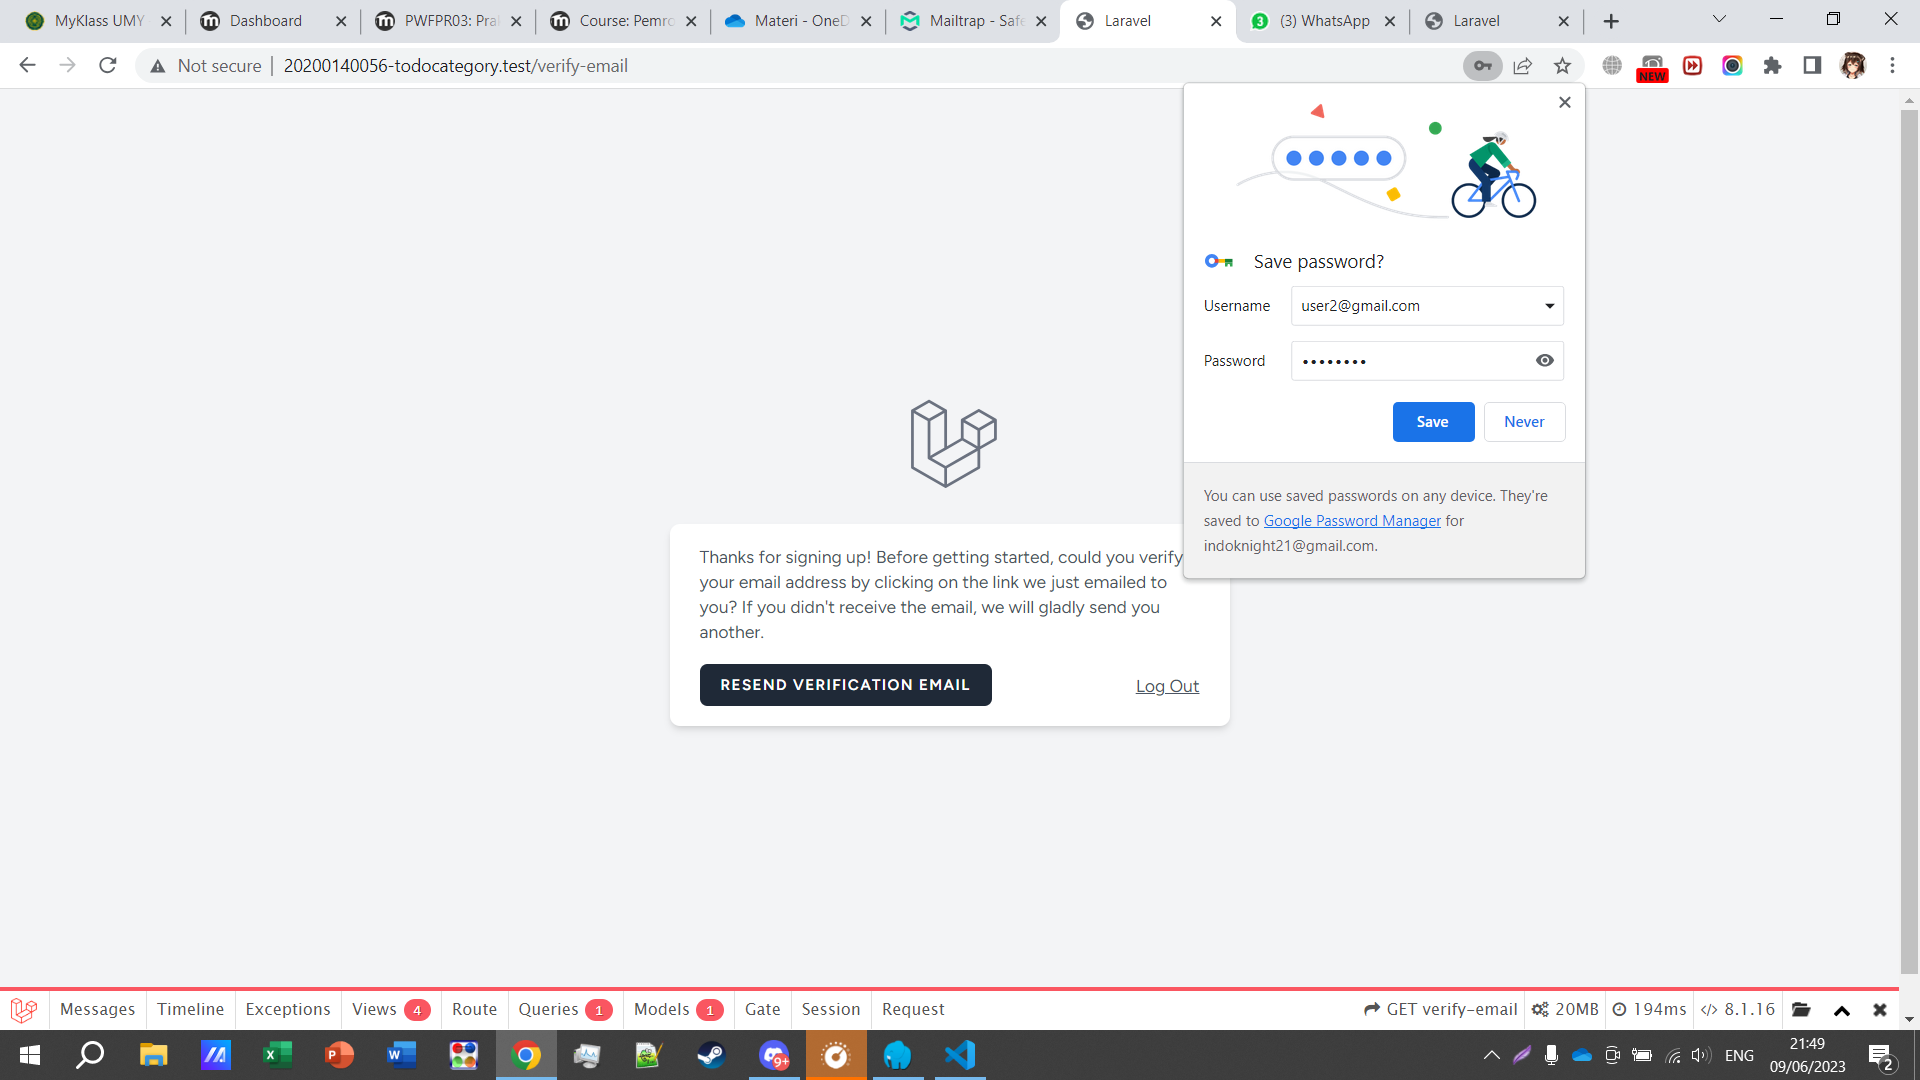 MyKlass UMY
Dashboard
PWFPR03: Pra
Course: Pemro
Materi - OneD
Mailtrap - Safe
Laravel
(3) WhatsApp
Laravel
Not secure
20200140056-todocategory.test/verify-email
NEW
Save password?
Username
user2@gmail.com
Password
••••••••
Save
Never
You can use saved passwords on any device. They're
saved to Google Password Manager for
indoknight21@gmail.com.
Thanks for signing up! Before getting started, could you verify
your email address by clicking on the link we just emailed to
you? If you didn't receive the email, we will gladly send you
another.
RESEND VERIFICATION EMAIL
Log Out
Messages
Timeline
Exceptions
Views 4
Route
Queries 1
Models 1
Gate
Session
Request
GET verify-email
20MB
194ms
8.1.16
9+
ENG
21:49
09/06/2023
2